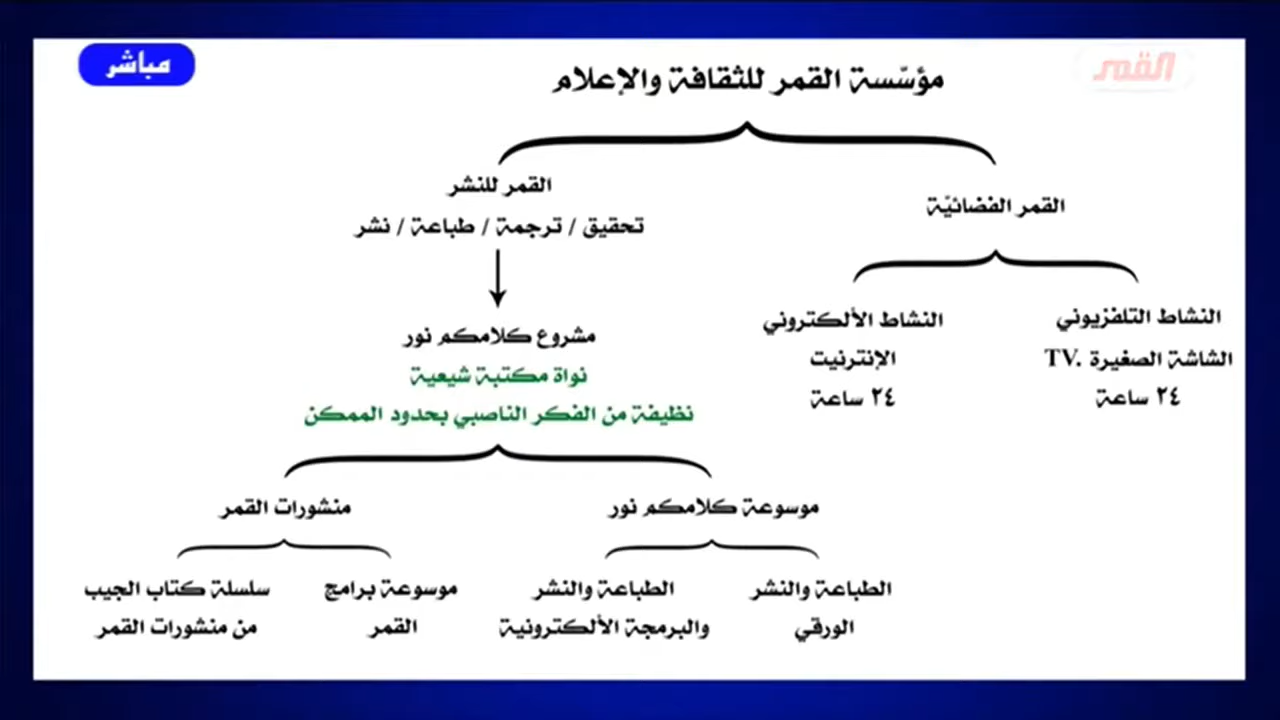 القمر
مباشر
مؤسّسة القمر للثقافة والإعلام
القمر الفضائيّة
النشاط التلفزيوني
الشاشة الصغيرة .TV
٢٤ ساعة
النشاط الألكتروني
الإنترنيت
٢٤ ساعة
القمر للنشر
تحقيق / ترجمة / طباعة / نشر
مشروع كلامكم نور
نواة مكتبة شيعية
نظيفة من الفكر الناصبي بحدود الممكن
موسوعة كلامكم نور
الطباعة والنشر
الورقي
الطباعة والنشر
والبرمجة الألكترونية
منشورات القمر
موسوعة برامج
القمر
سلسلة كتاب الجيب
من منشورات القمر